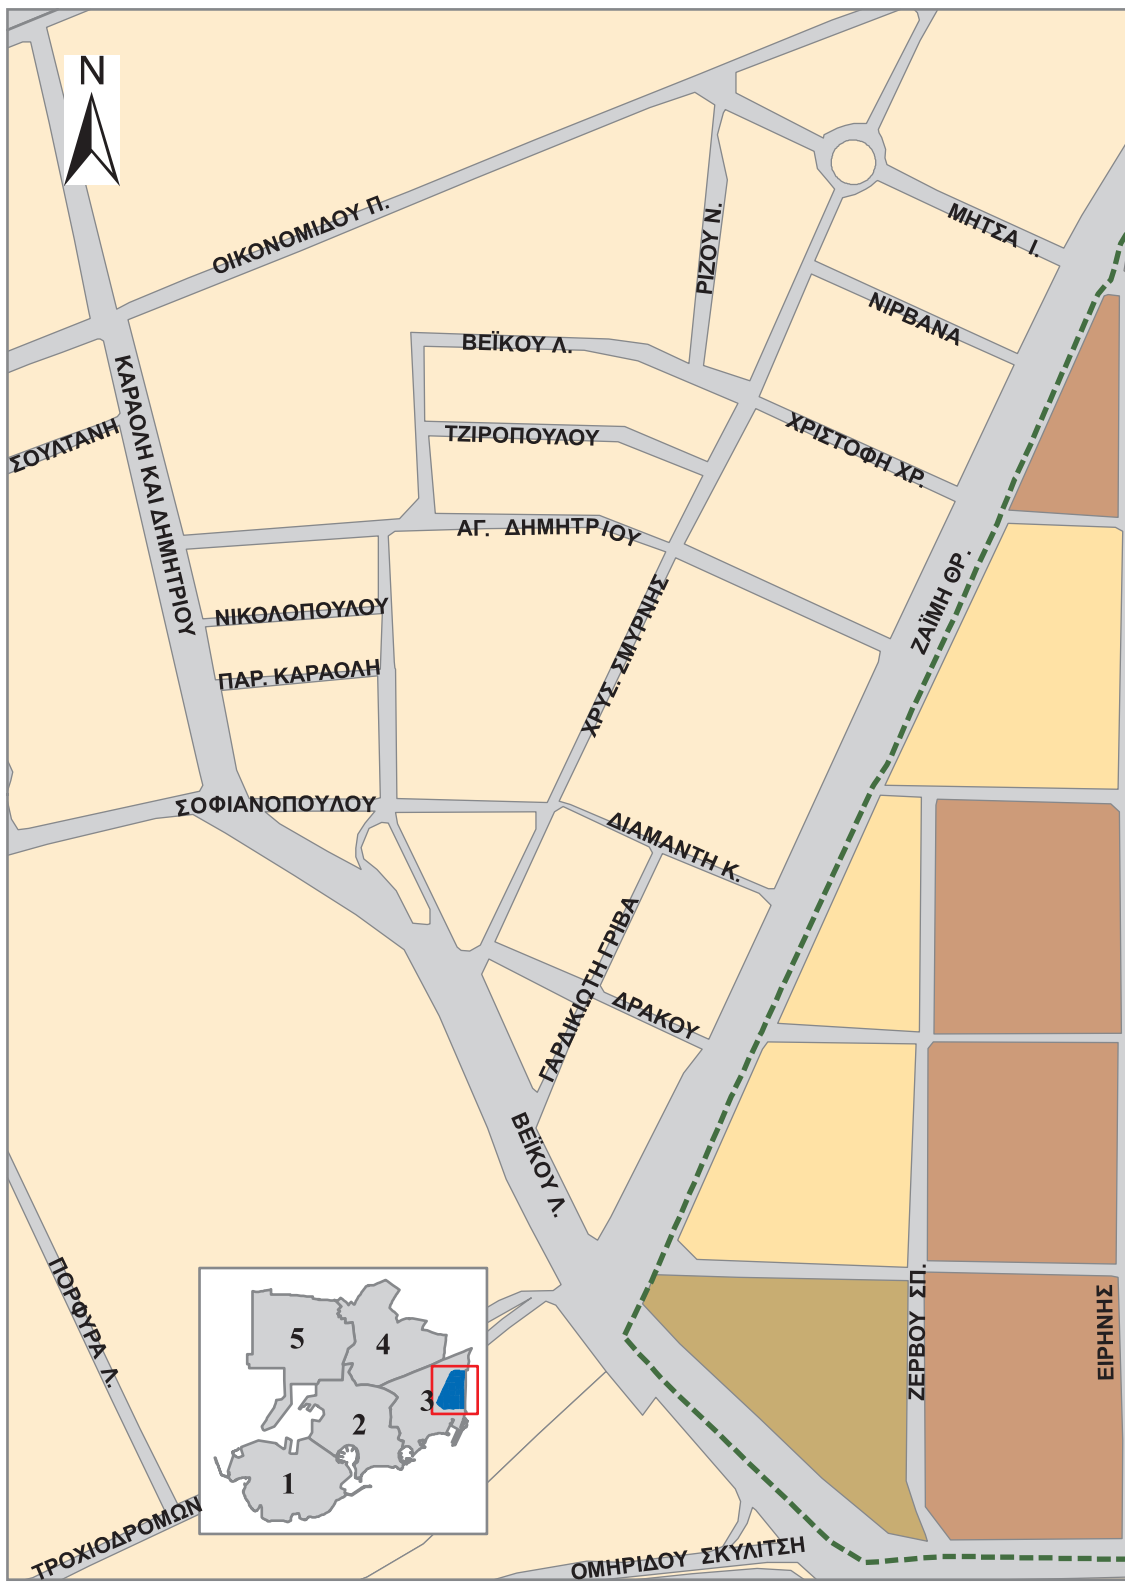 N
ΟΙΚΟΝΟΜΙΔΟΥ Π.
ΡΙΖΟΥ Ν.
ΜΗΤΣΑ Ι.
ΝΙΡΒΑΝΑ
ΒΕΪΚΟΥ Λ.
ΚΑΡΑΟΛΗ ΚΑΙ ΔΗΜΗΤΡΙΟΥ
ΣΟΥΛΤΑΝΗ
ΤΖΙΡΟΠΟΥΛΟΥ
ΧΡΙΣΤΟΦΗ ΧΡ.
ΑΓ. ΔΗΜΗΤΡΙΟΥ
ΖΑΪΜΗ ΘΡ.
ΝΙΚΟΛΟΠΟΥΛΟΥ
ΧΡΥΣ. ΣΜΥΡΝΗΣ
ΠΑΡ. ΚΑΡΑΟΛΗ
ΣΟΦΙΑΝΟΠΟΥΛΟΥ
ΔΙΑΜΑΝΤΗ Κ.
ΓΑΡΔΙΚΙΩΤΗ ΓΡΙΒΑ
ΔΡΑΚΟΥ
ΒΕΪΚΟΥ Λ.
ΠΟΡΦΥΡΑ Λ.
ΖΕΡΒΟΥ ΣΠ.
ΕΙΡΗΝΗΣ
5
4
3
2
1
ΤΡΟΧΙΟΔΡΟΜΩΝ
ΟΜΗΡΙΔΟΥ ΣΚΥΛΙΤΣΗ